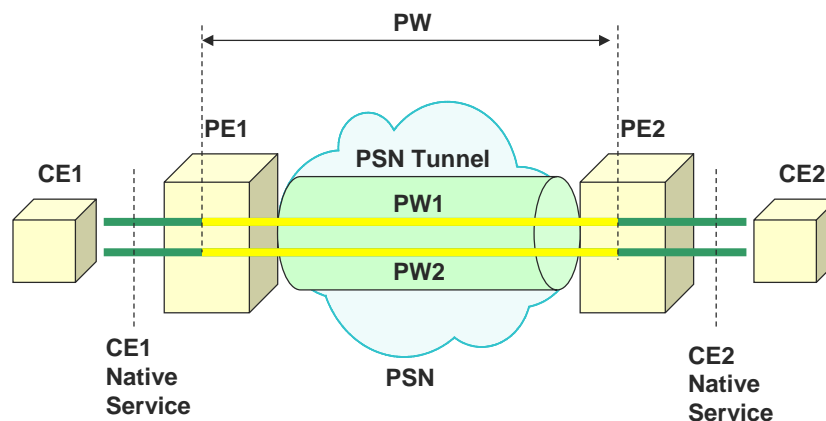 PW
PE1
PE2
CE1
PSN Tunnel
CE2
PW1
PW2
CE1
Native
Service
PSN
CE2
Native
Service